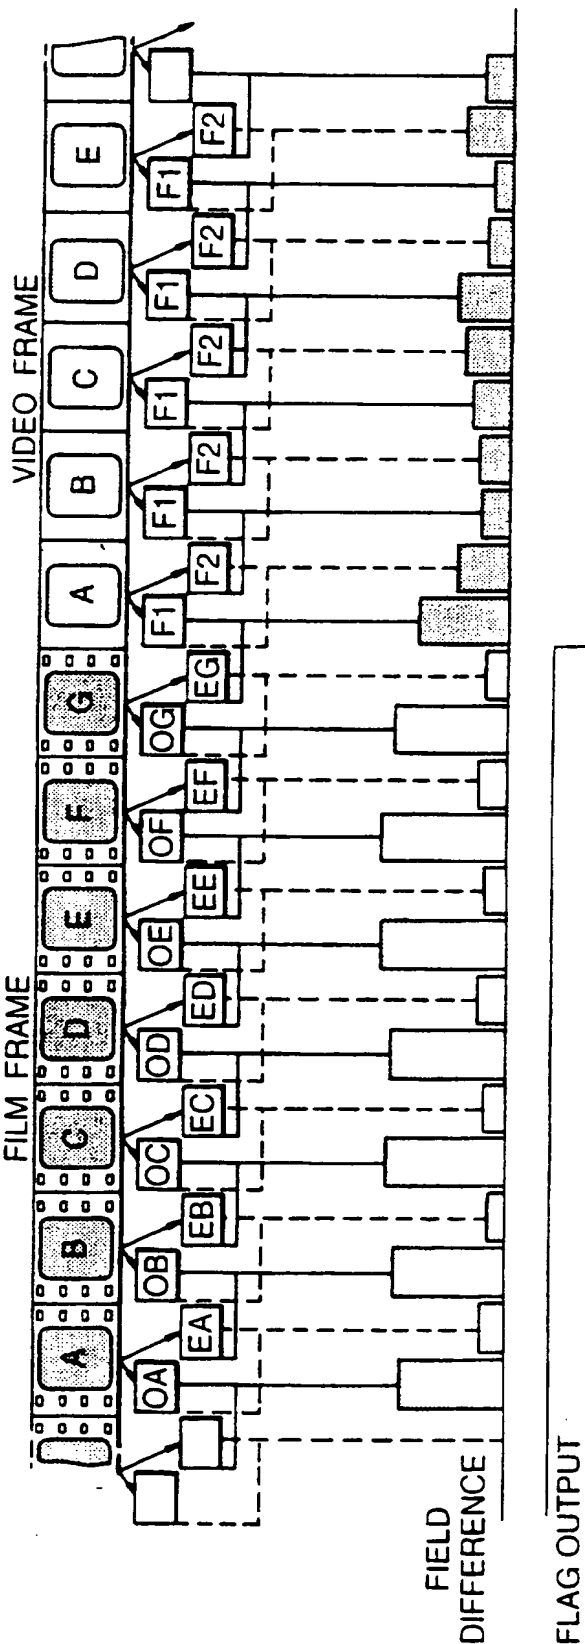 FILM FRAME
VIDEO FRAME
A B C D E F G A B C D E
OA OB OC OD OE OF OG F1 F1 F1 F1 F1
EA EB EC ED EE EF EG F2 F2 F2 F2 F2
FIELD
DIFFERENCE
FLAG OUTPUT